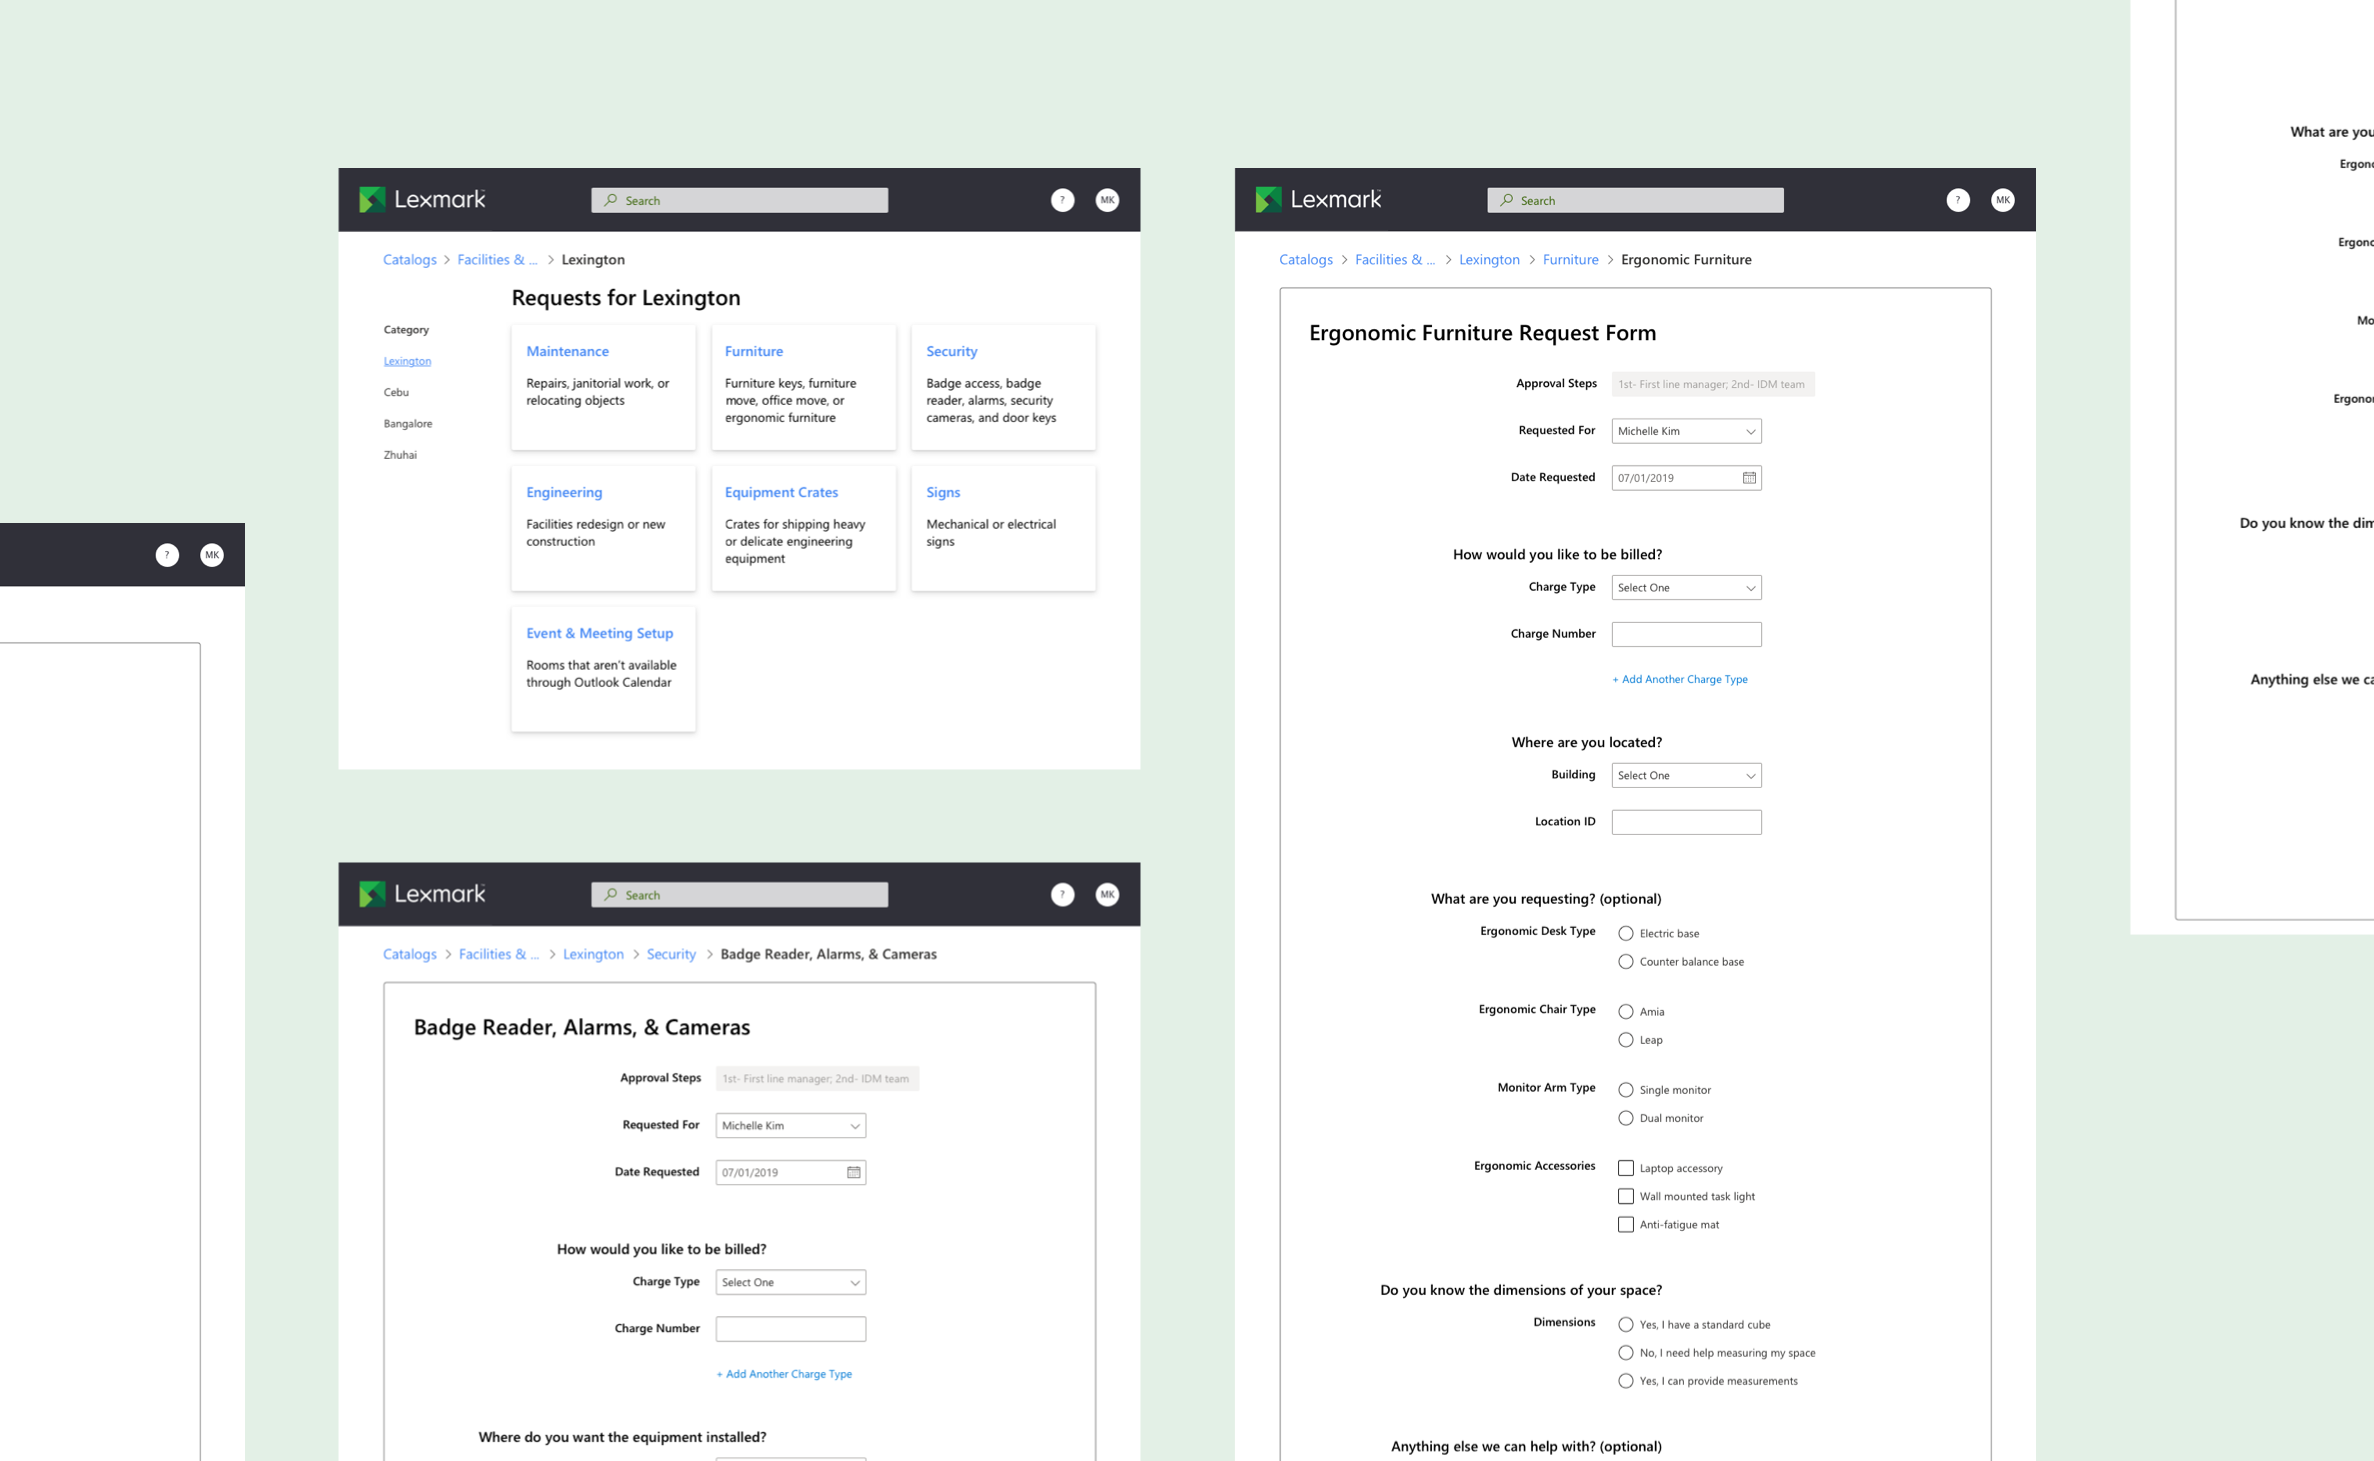 ?
MK
Lexmark
Search
?
MK
Catalogs > Facilities & ... > Lexington
Requests for Lexington
Category
Lexington
Cebu
Bangalore
Zhuhai
Maintenance
Repairs, janitorial work, or
relocating objects
Furniture
Furniture keys, furniture
move, office move, or
ergonomic furniture
Security
Badge access, badge
reader, alarms, security
cameras, and door keys
Engineering
Facilities redesign or new
construction
Equipment Crates
Crates for shipping heavy
or delicate engineering
equipment
Signs
Mechanical or electrical
signs
Event & Meeting Setup
Rooms that aren't available
through Outlook Calendar
Lexmark
Search
?
MK
Catalogs > Facilities & ... > Lexington > Security > Badge Reader, Alarms, & Cameras
Badge Reader, Alarms, & Cameras
Approval Steps 1st- First line manager; 2nd- IDM team
Requested For Michelle Kim
Date Requested 07/01/2019
How would you like to be billed?
Charge Type Select One
Charge Number
+ Add Another Charge Type
Where do you want the equipment installed?
Lexmark
Search
?
MK
Catalogs > Facilities & ... > Lexington > Furniture > Ergonomic Furniture
Ergonomic Furniture Request Form
Approval Steps 1st- First line manager; 2nd- IDM team
Requested For Michelle Kim
Date Requested 07/01/2019
How would you like to be billed?
Charge Type Select One
Charge Number
+ Add Another Charge Type
Where are you located?
Building Select One
Location ID
What are you requesting? (optional)
Ergonomic Desk Type Electric base
Counter balance base
Ergonomic Chair Type Amia
Leap
Monitor Arm Type Single monitor
Dual monitor
Ergonomic Accessories Laptop accessory
Wall mounted task light
Anti-fatigue mat
Do you know the dimensions of your space?
Dimensions Yes, I have a standard cube
No, I need help measuring my space
Yes, I can provide measurements
Anything else we can help with? (optional)
What are you
Do you know the
Anything else we